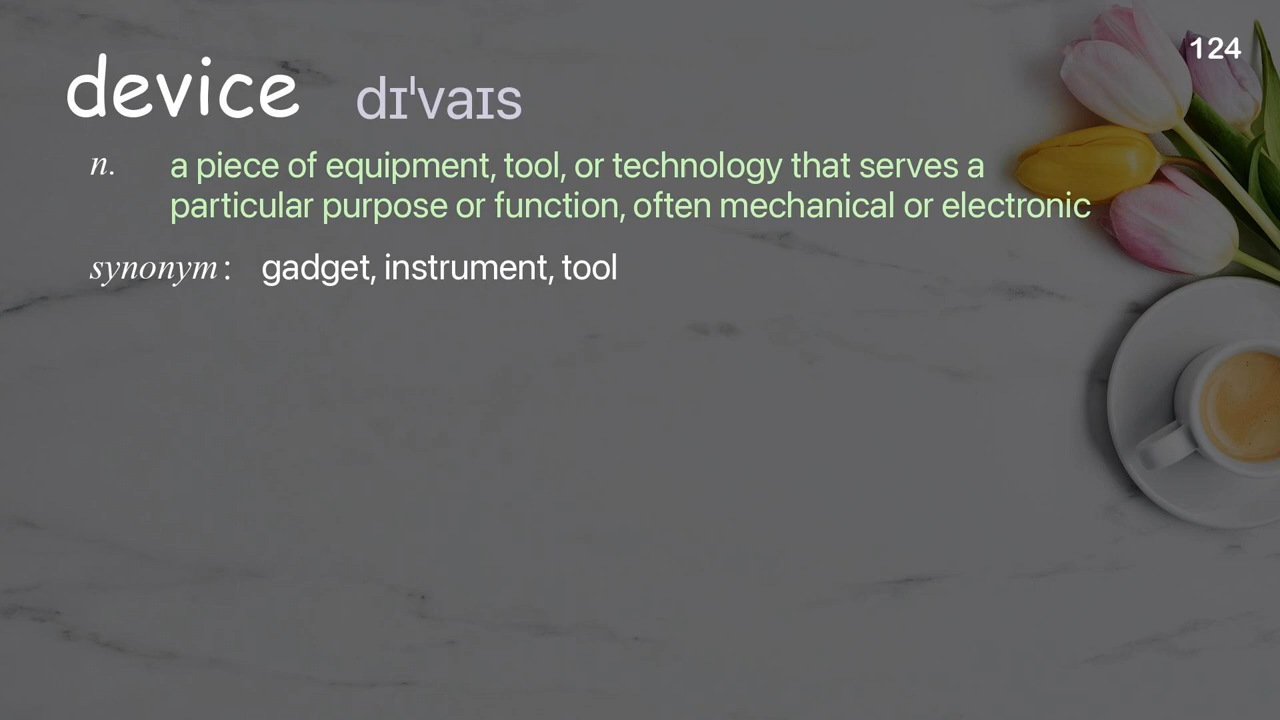 124
device dɪˈvaɪs
n. a piece of equipment, tool, or technology that serves a
particular purpose or function, often mechanical or electronic
synonym: gadget, instrument, tool